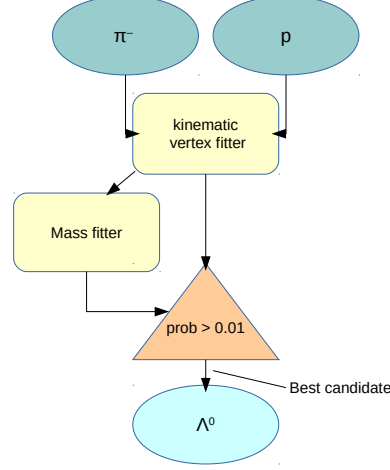 π⁻
p
kinematic
vertex fitter
Mass fitter
prob > 0.01
Best candidate
Λ⁰